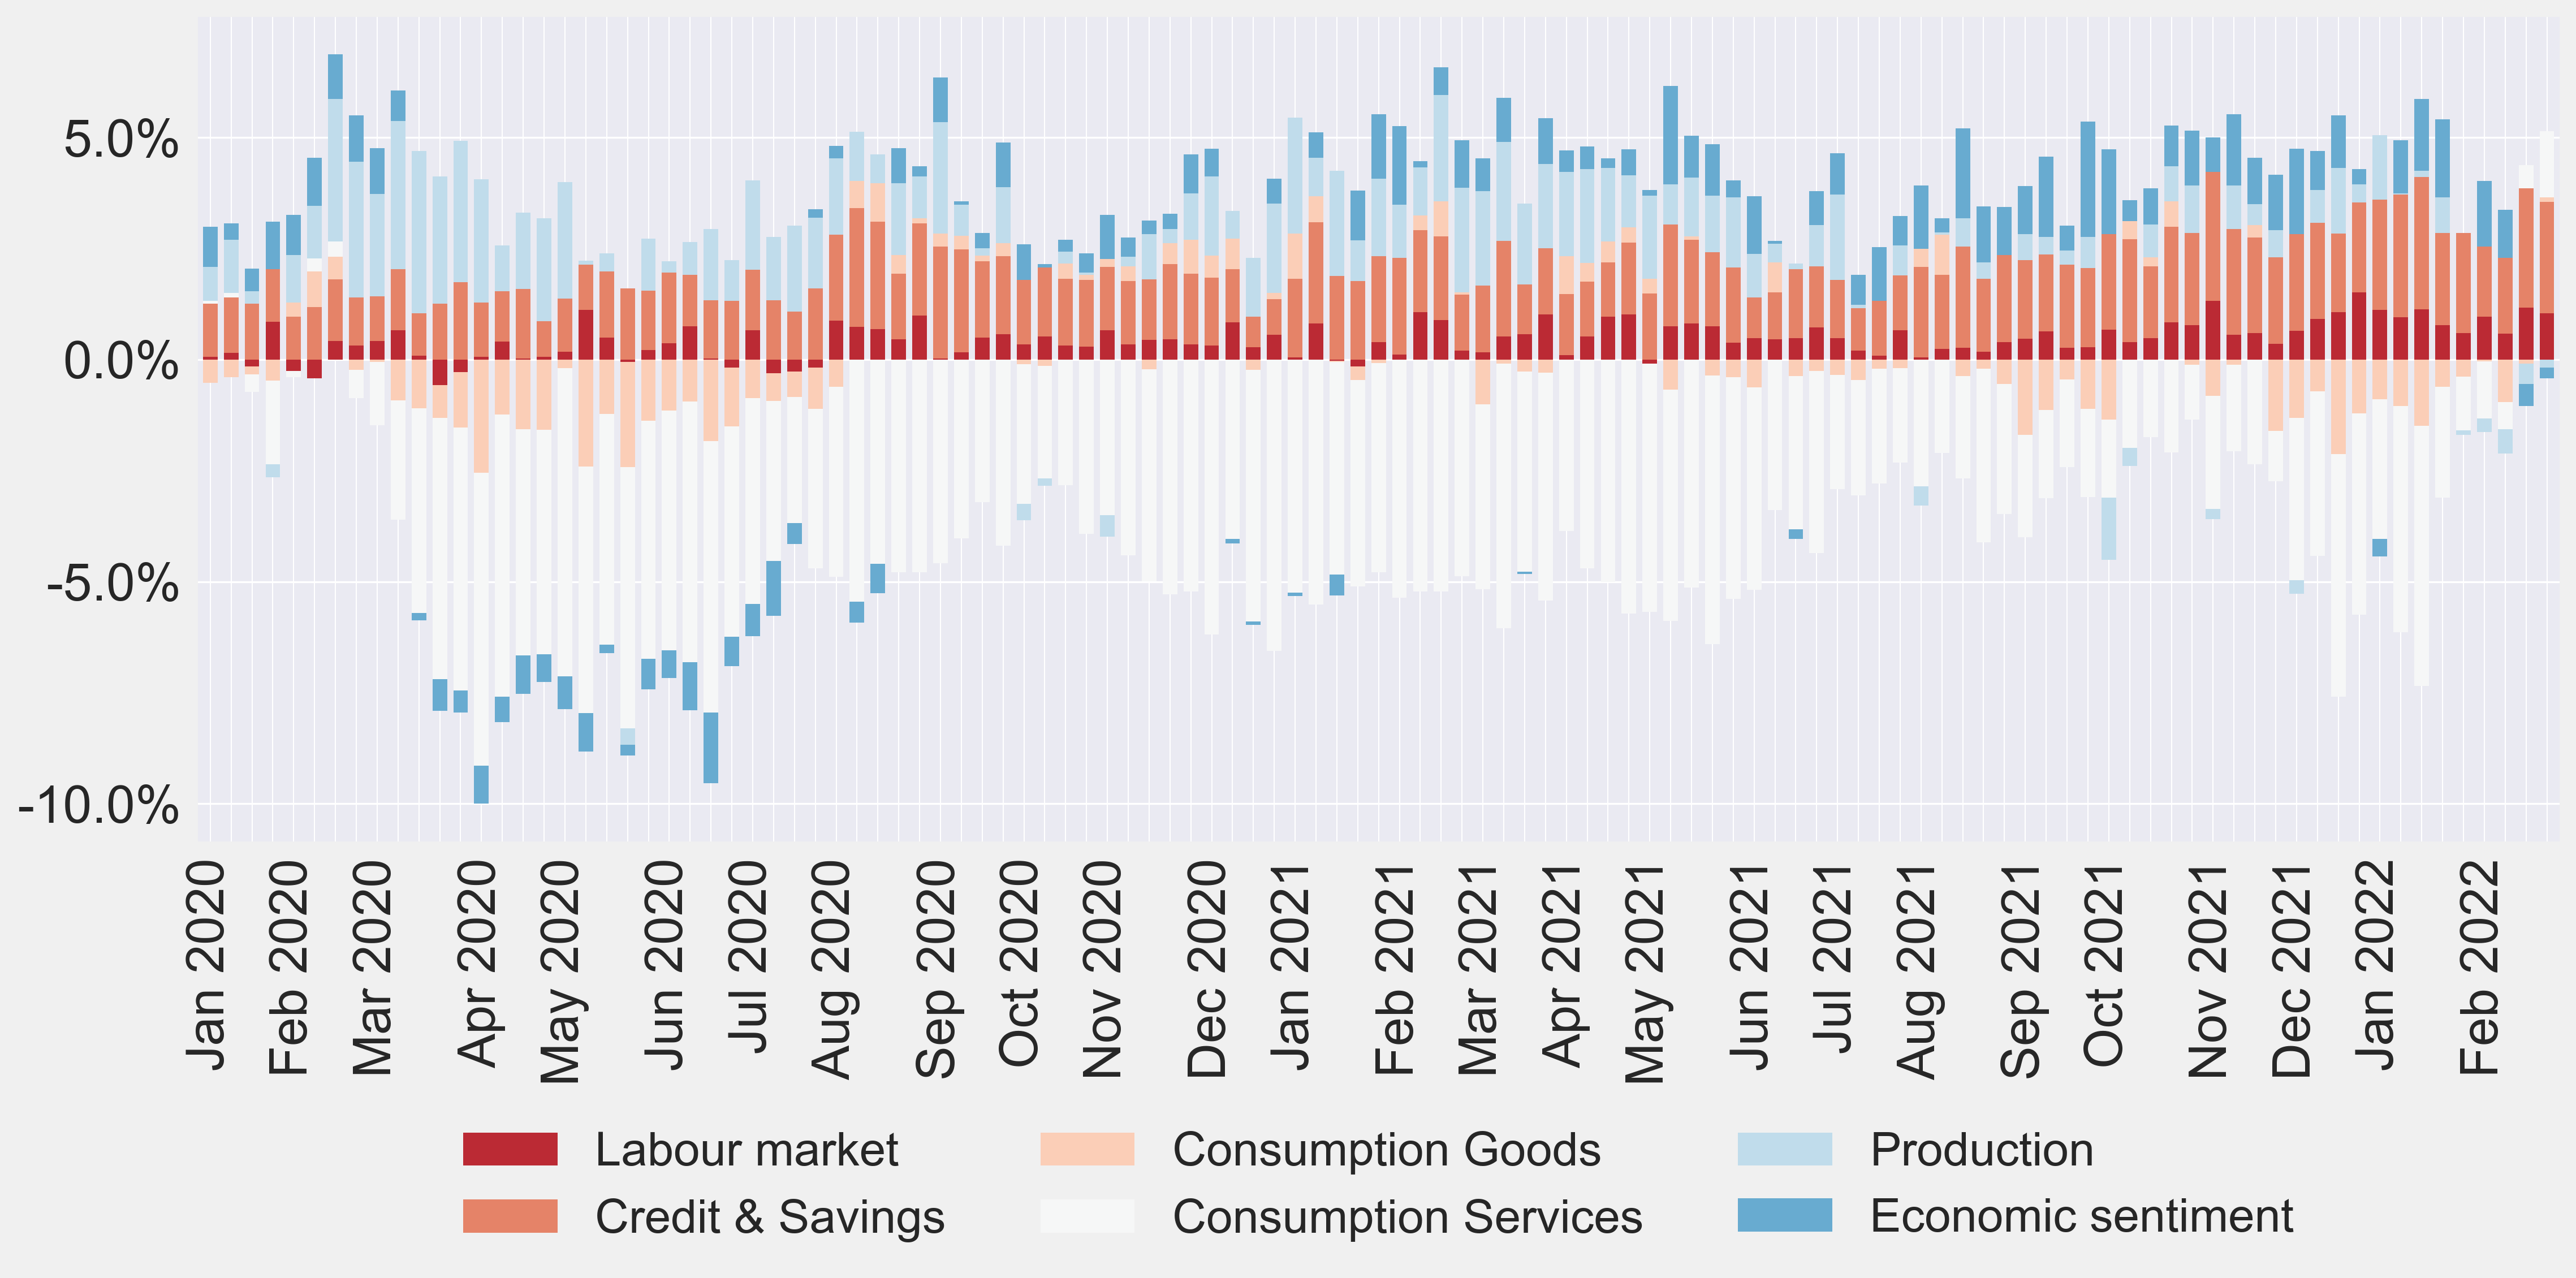 5.0%
0.0%
-5.0%
-10.0%
Jan 2020
Feb 2020
Mar 2020
Apr 2020
May 2020
Jun 2020
Jul 2020
Aug 2020
Sep 2020
Oct 2020
Nov 2020
Dec 2020
Jan 2021
Feb 2021
Mar 2021
Apr 2021
May 2021
Jun 2021
Jul 2021
Aug 2021
Sep 2021
Oct 2021
Nov 2021
Dec 2021
Jan 2022
Feb 2022
Labour market
Credit & Savings
Consumption Goods
Consumption Services
Production
Economic sentiment